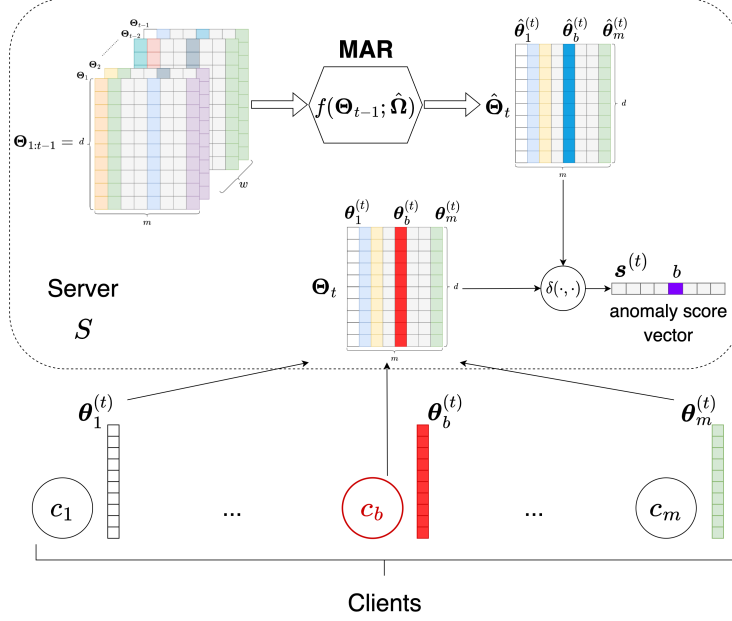 Θ_{t-1}
Θ_{t-2}
Θ_2
Θ_1
Θ_{1:t-1} =
d
m
w
MAR
f(Θ_{t-1}; Ω̂)
Θ̂_t
θ̂_1^{(t)} θ̂_b^{(t)} θ̂_m^{(t)}
d
m
θ_1^{(t)} θ_b^{(t)} θ_m^{(t)}
Θ_t
d
m
δ(·,·)
s^{(t)} b
anomaly score
vector
Server
S
θ_1^{(t)} θ_b^{(t)} θ_m^{(t)}
c_1 ... c_b ... c_m
Clients